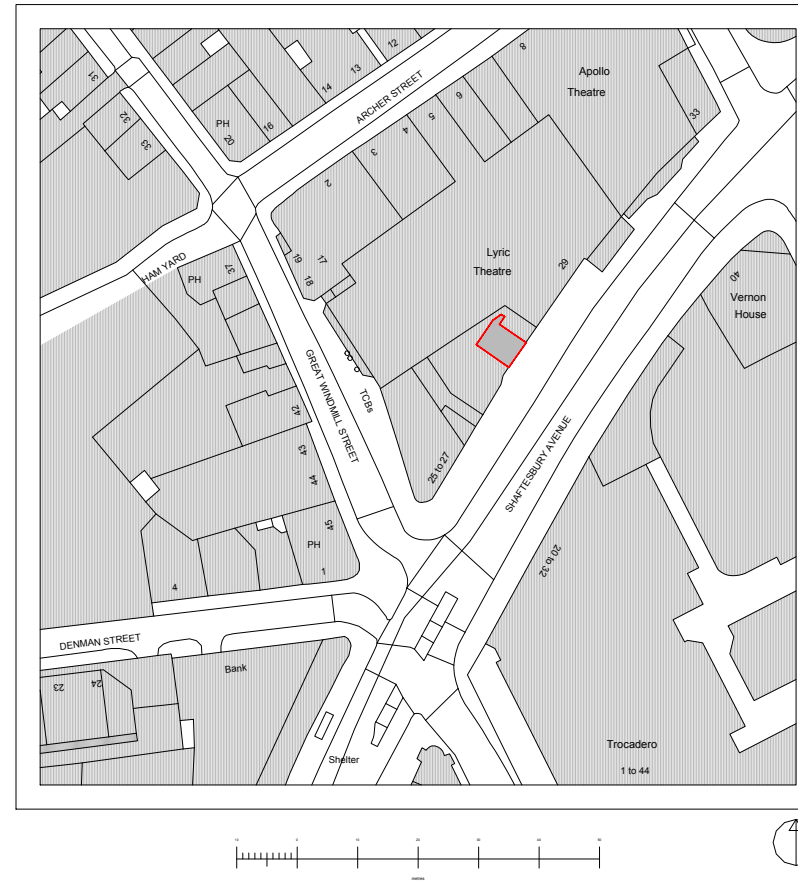 12
8
13
Apollo
Theatre
31
14
ARCHER STREET
6
32
PH
20
16
5
33
4
33
3
2
Lyric
Theatre
17
19
18
29
HAM YARD
37
PH
40
Vernon
House
GREAT WINDMILL STREET
TCBs
42
43
44
25 to 27
SHAFTESBURY AVENUE
45
PH
1
20 to 32
4
DENMAN STREET
Bank
23
24
Shelter
Trocadero
1 to 44
10
0
10
20
30
40
50
metres